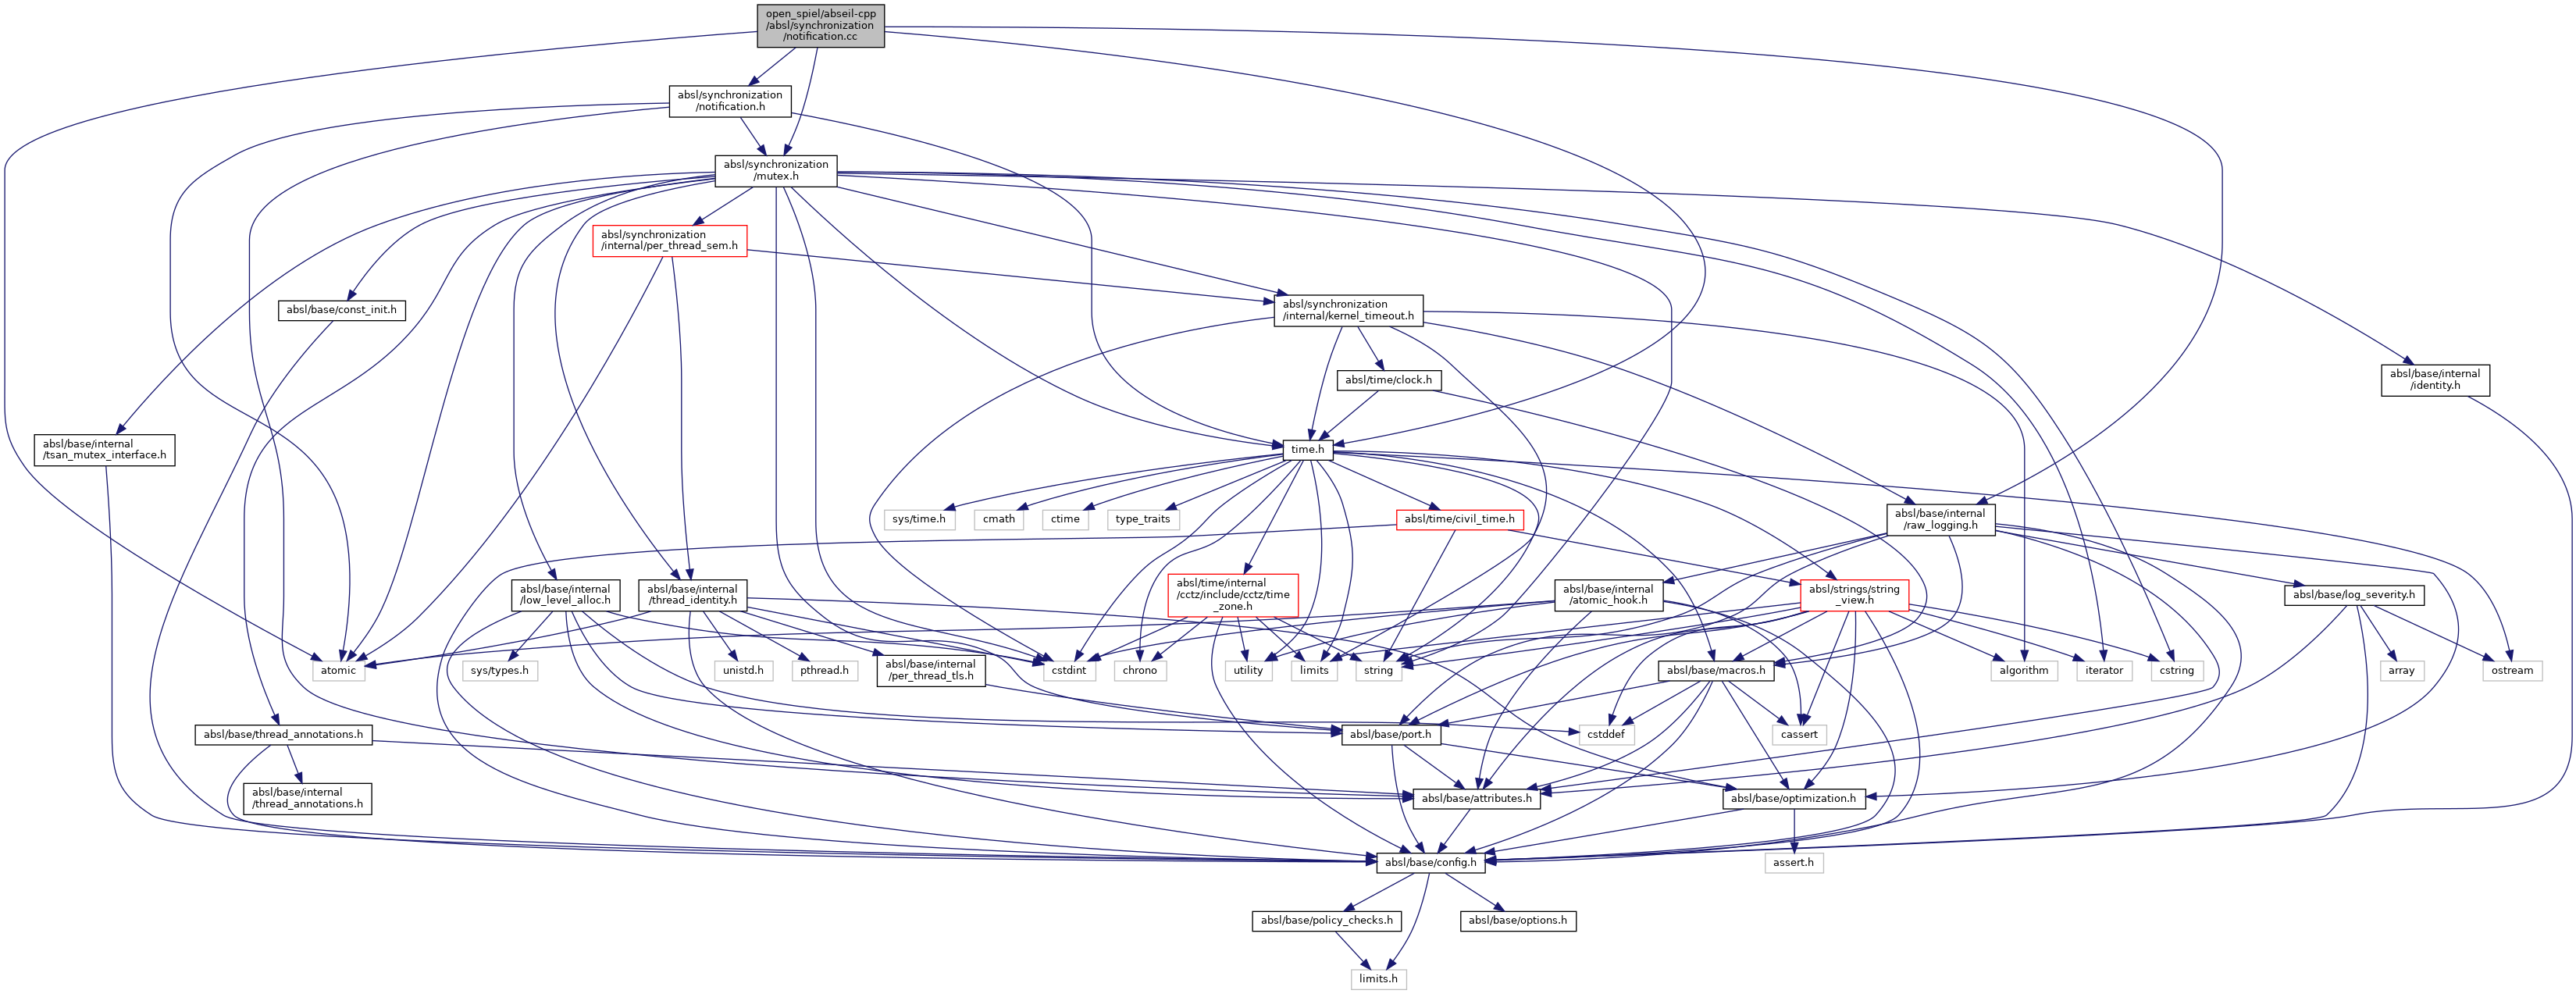 open_spiel/abseil-cpp
/absl/synchronization
/notification.cc
absl/synchronization
/notification.h
absl/synchronization
/mutex.h
absl/synchronization
/internal/per_thread_sem.h
absl/base/const_init.h
absl/synchronization
/internal/kernel_timeout.h
absl/time/clock.h
absl/base/internal
/identity.h
absl/base/internal
/tsan_mutex_interface.h
time.h
sys/time.h
cmath
ctime
type_traits
absl/time/civil_time.h
absl/base/internal
/raw_logging.h
absl/base/internal
/low_level_alloc.h
absl/base/internal
/thread_identity.h
absl/time/internal
/cctz/include/cctz/time
_zone.h
absl/base/internal
/atomic_hook.h
absl/strings/string
_view.h
absl/base/log_severity.h
atomic
sys/types.h
unistd.h
pthread.h
absl/base/internal
/per_thread_tls.h
cstdint
chrono
utility
limits
string
absl/base/macros.h
algorithm
iterator
cstring
array
ostream
absl/base/thread_annotations.h
absl/base/port.h
cstddef
cassert
absl/base/internal
/thread_annotations.h
absl/base/attributes.h
absl/base/optimization.h
absl/base/config.h
assert.h
absl/base/policy_checks.h
absl/base/options.h
limits.h